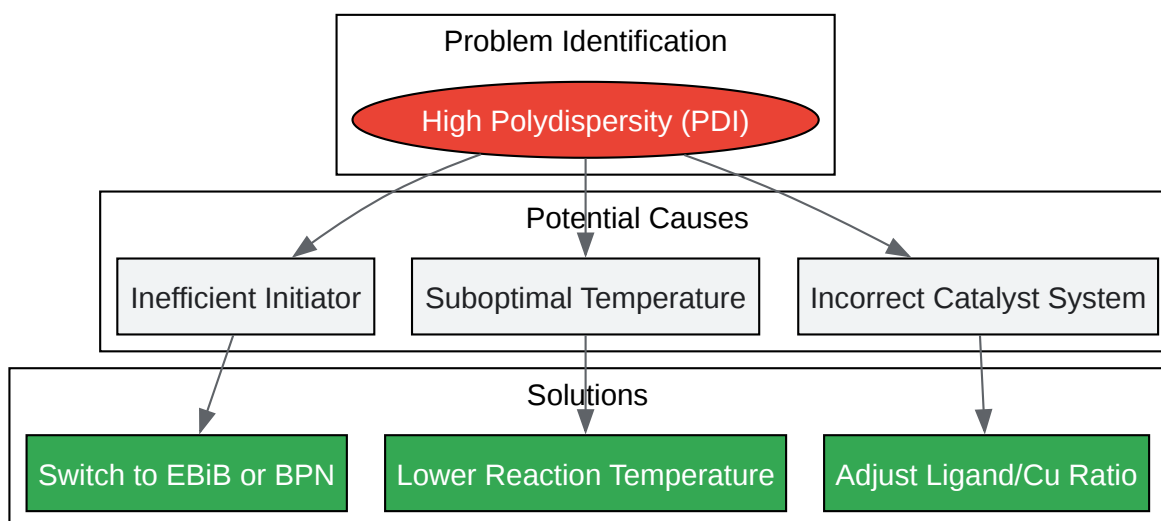 Problem Identification
High Polydispersity (PDI)
Potential Causes
Inefficient Initiator
Suboptimal Temperature
Incorrect Catalyst System
Solutions
Switch to EBiB or BPN
Lower Reaction Temperature
Adjust Ligand/Cu Ratio